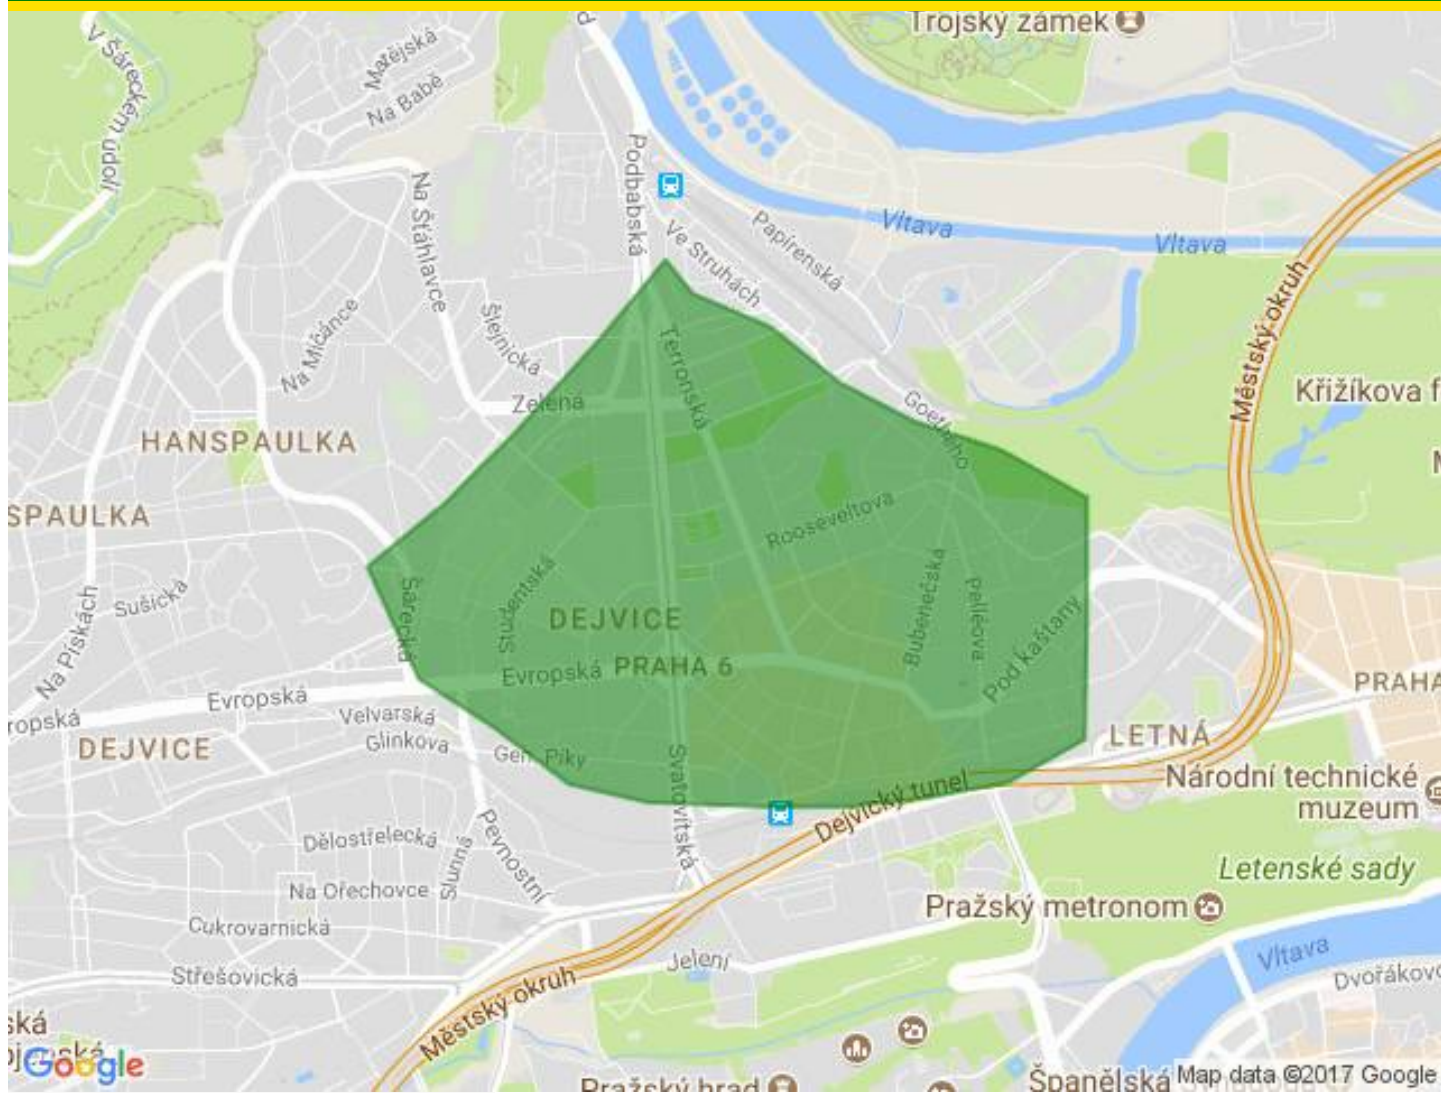 Trojský zámek
V Šáreckém údolí
Matějská
Na Babě
Podbabská
Na Šťáhlavce
Papírenská
Vltava
Vltava
Ve Struhách
Městský okruh
Šlejnická
Na Míčánce
Terronská
Křižíkova f
Zelená
Goetheho
HANSPAULKA
SPAULKA
Rooseveltova
Studentská
Bubenečská
Pelléova
Pod kaštany
Sušická
Šárecká
Na Pískách
DEJVICE
Evropská
PRAHA 6
PRAHA
Evropská
ropská
Velvarská
Glinkova
DEJVICE
Gen. Píky
LETNÁ
Svatovítská
Národní technické
muzeum
Dejvický tunel
Dělostřelecká
Slunná
Pevnostní
Letenské sady
Na Ořechovce
Pražský metronom
Cukrovarnická
Střešovická
Jelení
Vltava
Dvořákovo
Městský okruh
ská
Google
Pražský hrad
Španělská
Map data ©2017 Google